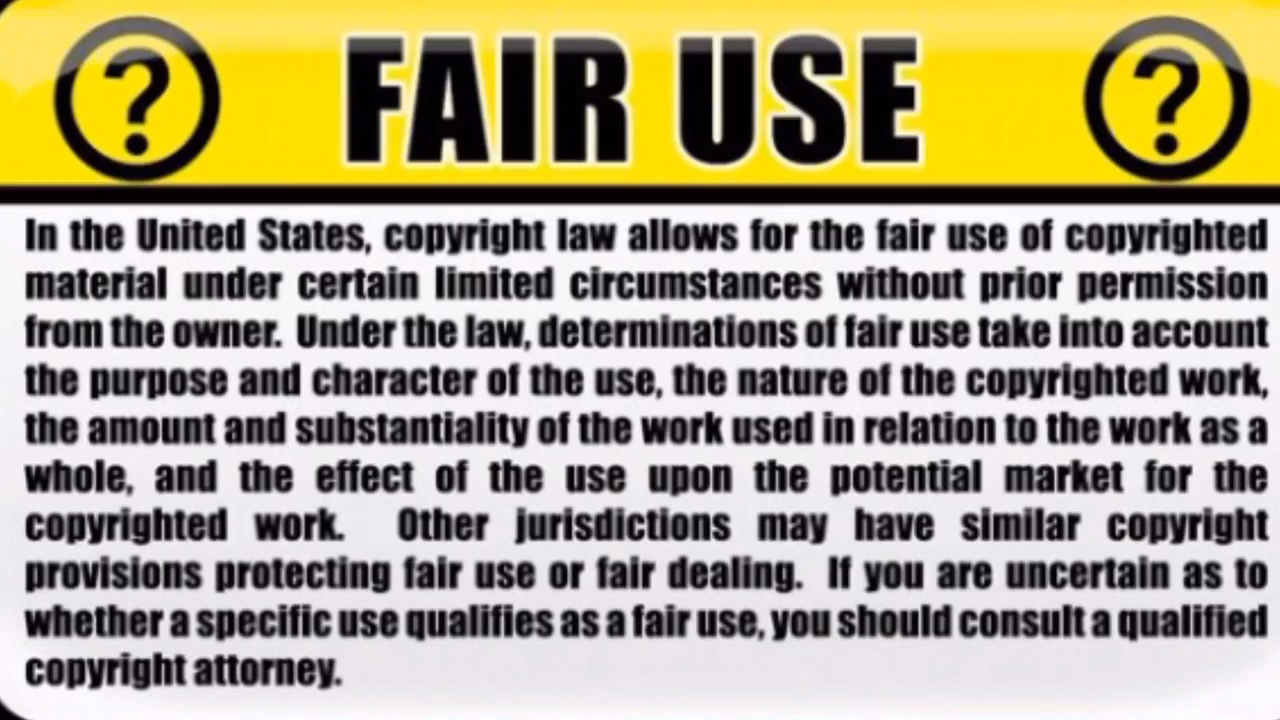 FAIR USE
In the United States, copyright law allows for the fair use of copyrighted
material under certain limited circumstances without prior permission
from the owner. Under the law, determinations of fair use take into account
the purpose and character of the use, the nature of the copyrighted work,
the amount and substantiality of the work used in relation to the work as a
whole, and the effect of the use upon the potential market for the
copyrighted work. Other jurisdictions may have similar copyright
provisions protecting fair use or fair dealing. If you are uncertain as to
whether a specific use qualifies as a fair use, you should consult a qualified
copyright attorney.